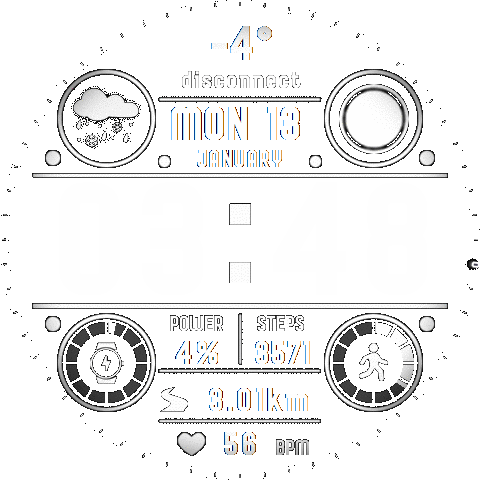 -4°
disconnect
MON 13
JANUARY
:
POWER STEPS
4% 3571
3.01km
56 BPM